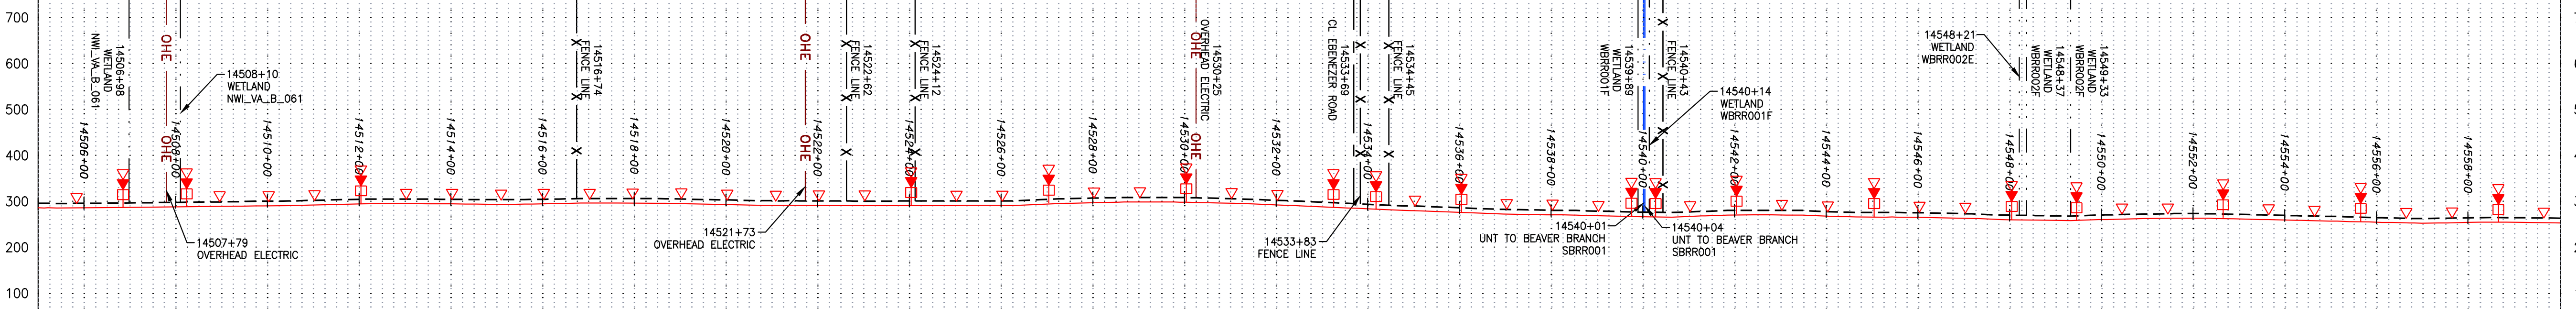 700
600
500
400
300
200
100
14506+98
WETLAND
NWI_VA_B_061
OHE
OHE
14508+10
WETLAND
NWI_VA_B_061
14507+79
OVERHEAD ELECTRIC
14516+74
FENCE LINE
OHE
OHE
14521+73
OVERHEAD ELECTRIC
14522+62
FENCE LINE
14524+12
FENCE LINE
14530+25
OVERHEAD ELECTRIC
OHE
OHE
14533+69
CL EBENEZER ROAD
14533+83
FENCE LINE
14534+45
FENCE LINE
14539+89
WETLAND
WBRR001F
14540+01
UNT TO BEAVER BRANCH
SBRR001
14540+04
UNT TO BEAVER BRANCH
SBRR001
14540+14
WETLAND
WBRR001F
14540+43
FENCE LINE
14548+21
WETLAND
WBRR002E
14548+37
WETLAND
WBRR002F
14549+33
WETLAND
WBRR002F
14506+00
14508+00
14510+00
14512+00
14514+00
14516+00
14518+00
14520+00
14522+00
14524+00
14526+00
14528+00
14530+00
14532+00
14534+00
14536+00
14538+00
14540+00
14542+00
14544+00
14546+00
14548+00
14550+00
14552+00
14554+00
14556+00
14558+00